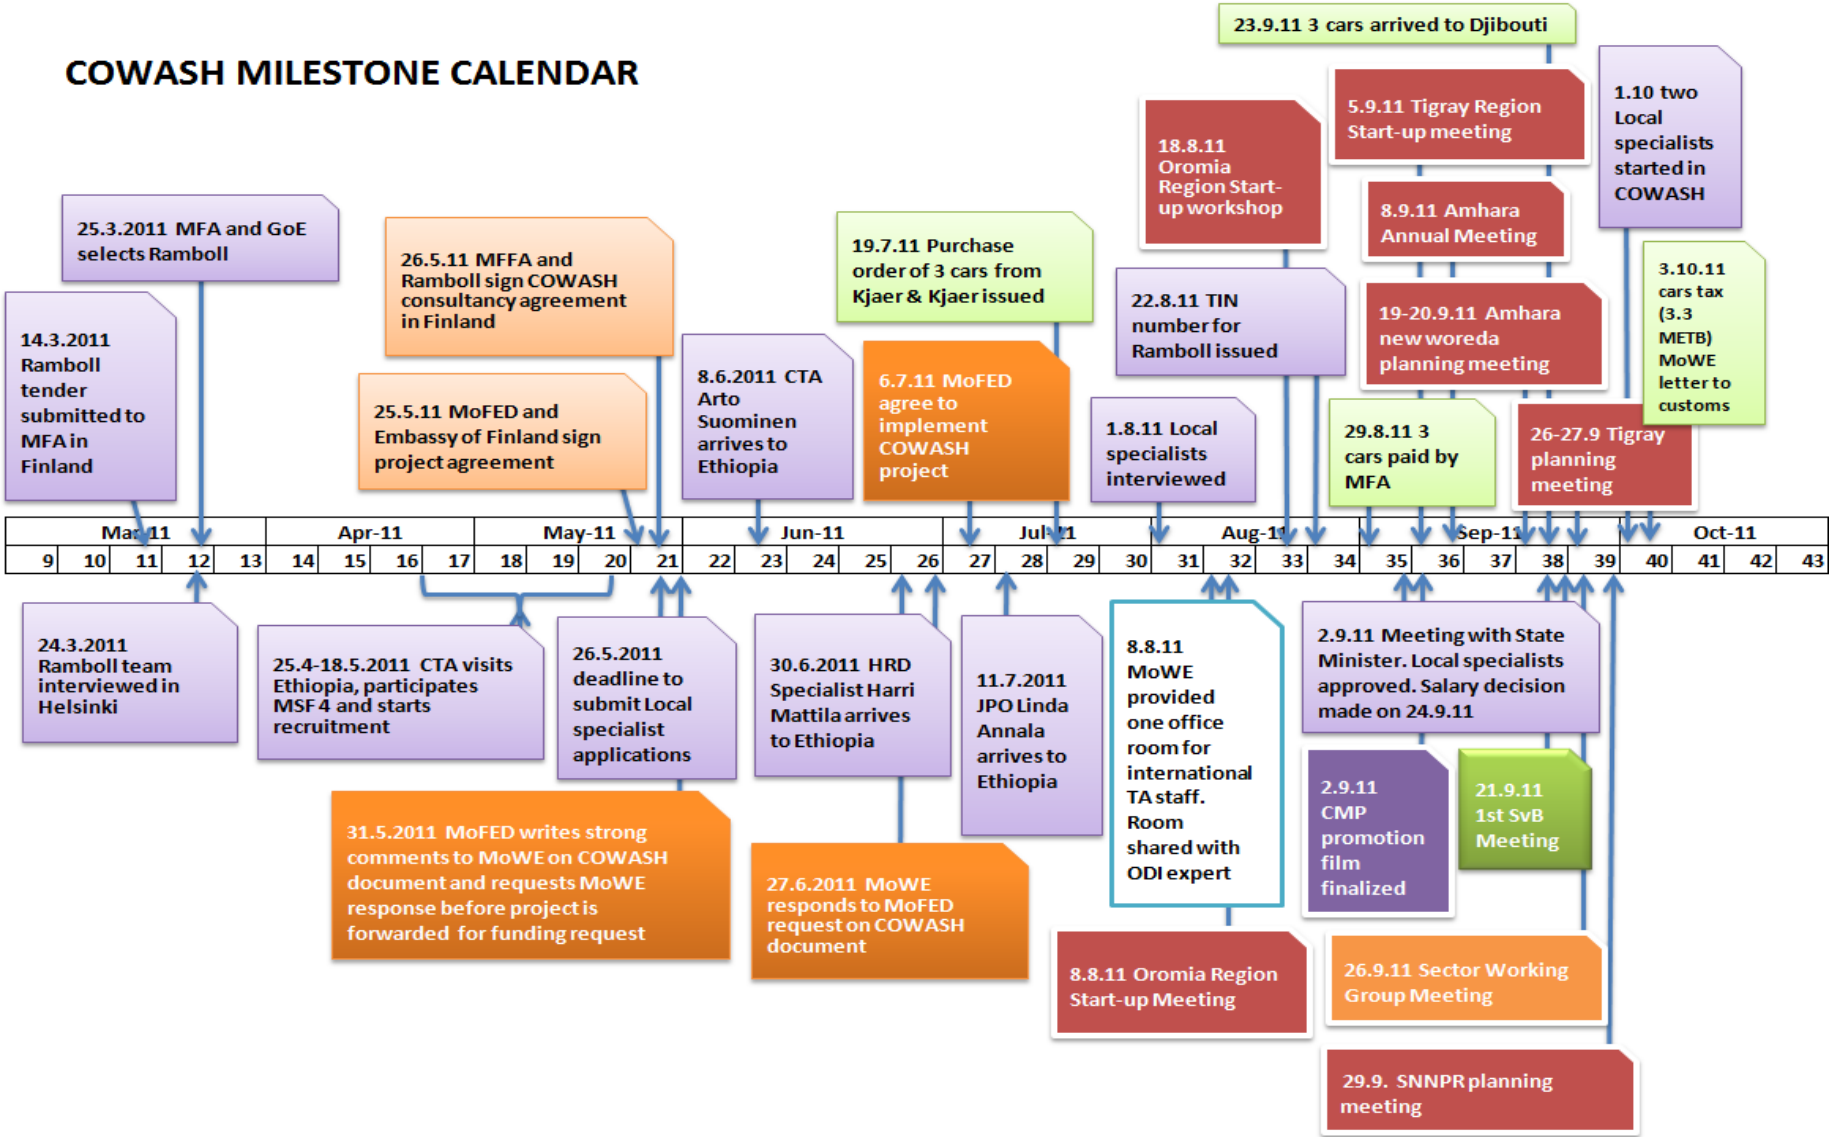 COWASH MILESTONE CALENDAR
23.9.11 3 cars arrived to Djibouti
1.10 two
Local
specialists
started in
COWASH
5.9.11 Tigray Region
Start-up meeting
18.8.11
Oromia
Region Start-
up workshop
8.9.11 Amhara
Annual Meeting
25.3.2011 MFA and GoE
selects Ramboll
26.5.11 MFFA and
Ramboll sign COWASH
consultancy agreement
in Finland
19.7.11 Purchase
order of 3 cars from
Kjaer & Kjaer issued
22.8.11 TIN
number for
Ramboll issued
19-20.9.11 Amhara
new woreda
planning meeting
3.10.11
cars tax
(3.3
METB)
MoWE
letter to
customs
14.3.2011
Ramboll
tender
submitted to
MFA in
Finland
25.5.11 MoFED and
Embassy of Finland sign
project agreement
8.6.2011 CTA
Arto
Suominen
arrives to
Ethiopia
6.7.11 MoFED
agree to
implement
COWASH
project
1.8.11 Local
specialists
interviewed
29.8.11 3
cars paid by
MFA
26-27.9 Tigray
planning
meeting
Mar-11 Apr-11 May-11 Jun-11 Jul-11 Aug-11 Sep-11 Oct-11
9 10 11 12 13 14 15 16 17 18 19 20 21 22 23 24 25 26 27 28 29 30 31 32 33 34 35 36 37 38 39 40 41 42 43
24.3.2011
Ramboll team
interviewed in
Helsinki
25.4-18.5.2011 CTA visits
Ethiopia, participates
MSF4 and starts
recruitment
26.5.2011
deadline to
submit Local
specialist
applications
30.6.2011 HRD
Specialist Harri
Mattila arrives
to Ethiopia
11.7.2011
JPO Linda
Annala
arrives to
Ethiopia
8.8.11
MoWE
provided
one office
room for
international
TA staff.
Room
shared with
ODI expert
2.9.11 Meeting with State
Minister. Local specialists
approved. Salary decision
made on 24.9.11
2.9.11
CMP
promotion
film
finalized
21.9.11
1st SvB
Meeting
31.5.2011 MoFED writes strong
comments to MoWE on COWASH
document and requests MoWE
response before project is
forwarded for funding request
27.6.2011 MoWE
responds to MoFED
request on COWASH
document
8.8.11 Oromia Region
Start-up Meeting
26.9.11 Sector Working
Group Meeting
29.9. SNNPR planning
meeting